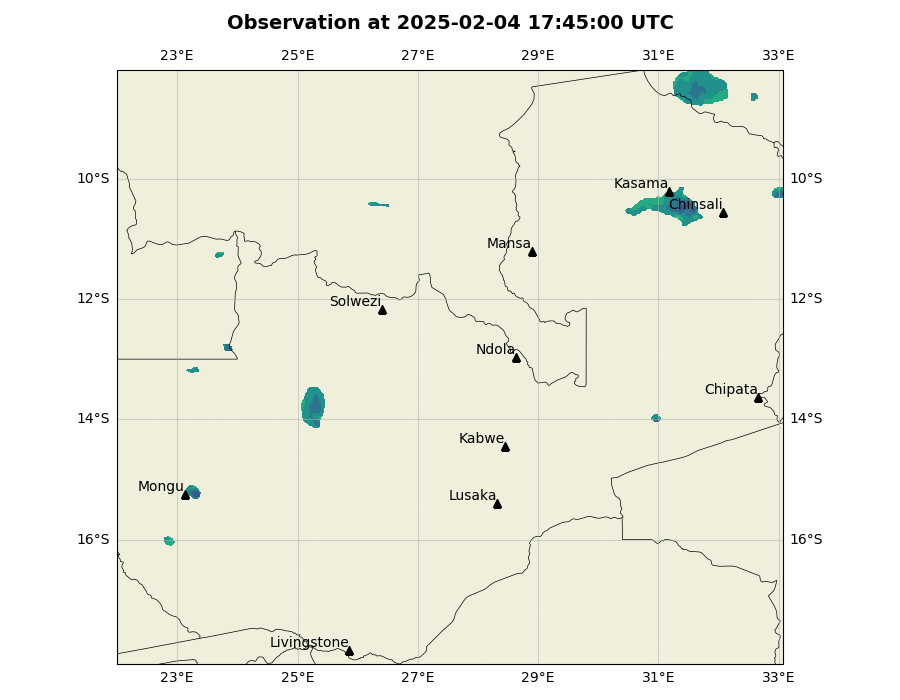 Observation at 2025-02-04 17:45:00 UTC
23°E 25°E 27°E 29°E 31°E 33°E
10°S Kasama 10°S
Chinsali
Mansa
12°S Solwezi 12°S
Ndola
Chipata
14°S 14°S
Kabwe
Mongu
Lusaka
16°S 16°S
Livingstone
23°E 25°E 27°E 29°E 31°E 33°E